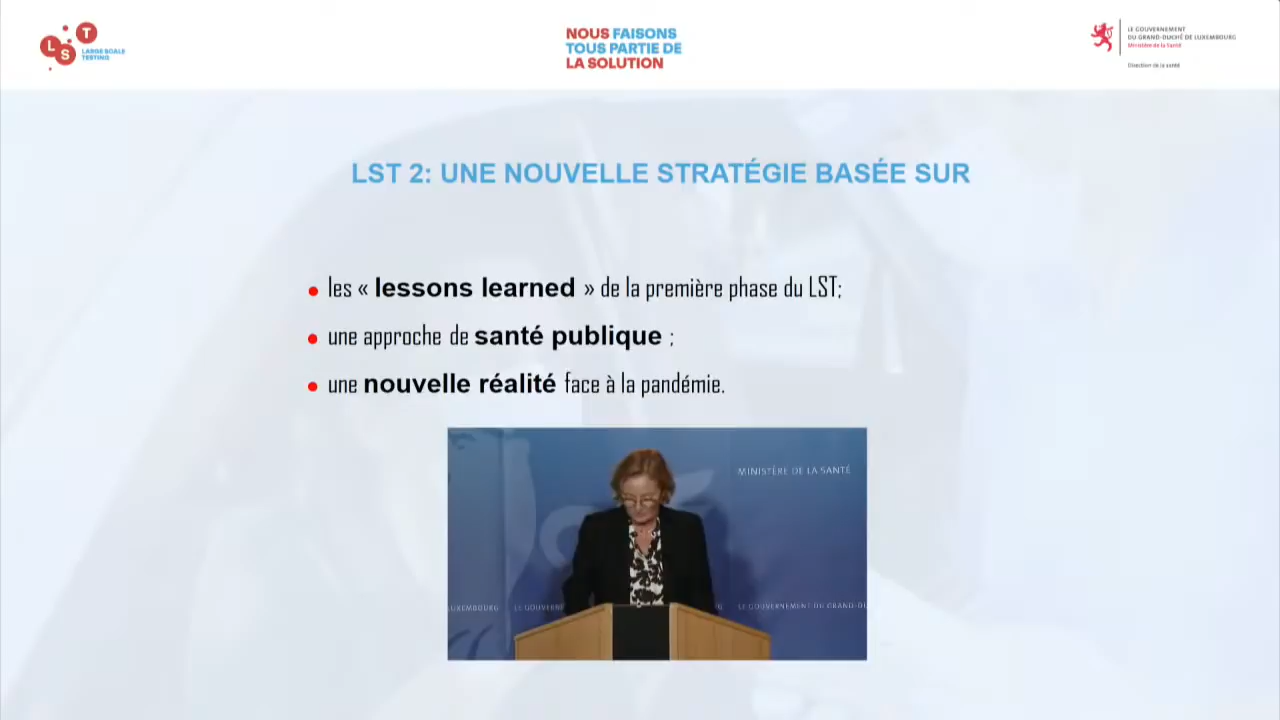 L
S
T
LARGE SCALE
TESTING
NOUS FAISONS
TOUS PARTIE DE
LA SOLUTION
LE GOUVERNEMENT
DU GRAND-DUCHÉ DE LUXEMBOURG
Ministère de la Santé
Direction de la santé
LST 2: UNE NOUVELLE STRATÉGIE BASÉE SUR
• les « lessons learned » de la première phase du LST;
• une approche de santé publique ;
• une nouvelle réalité face à la pandémie.
MINISTÈRE DE LA SANTÉ
LUXEMBOURG
LE GOUVERNE
LE GOUVERNEMENT DU GRAND-D